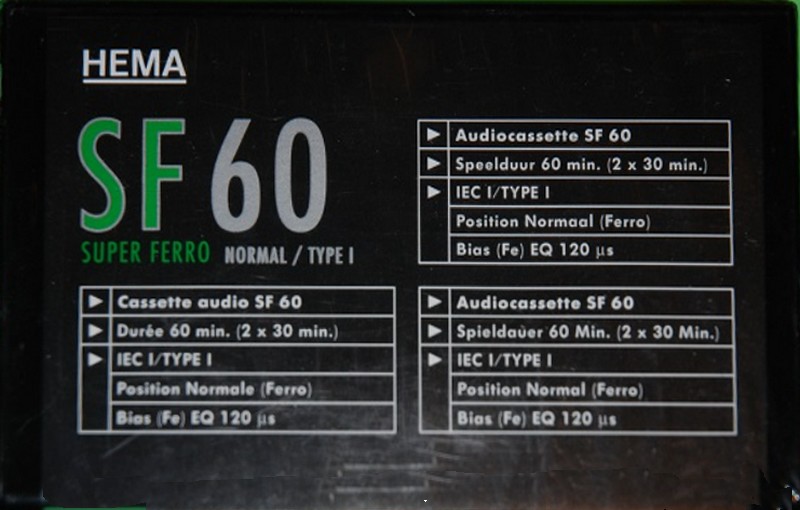 HEMA
SF 60
SUPER FERRO NORMAL / TYPE I
Audiocassette SF 60
Speelduur 60 min. (2 x 30 min.)
IEC I/TYPE I
Position Normaal (Ferro)
Bias (Fe) EQ 120 µs
Cassette audio SF 60
Durée 60 min. (2 x 30 min.)
IEC I/TYPE I
Position Normale (Ferro)
Bias (Fe) EQ 120 µs
Audiocassette SF 60
Spieldauer 60 Min. (2 x 30 Min.)
IEC I/TYPE I
Position Normal (Ferro)
Bias (Fe) EQ 120 µs